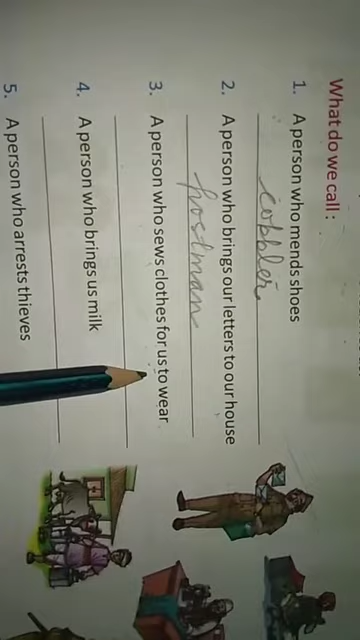 What do we call :
1. A person who mends shoes
cobbler
2. A person who brings our letters to our house
postman
3. A person who sews clothes for us to wear
4. A person who brings us milk
5. A person who arrests thieves